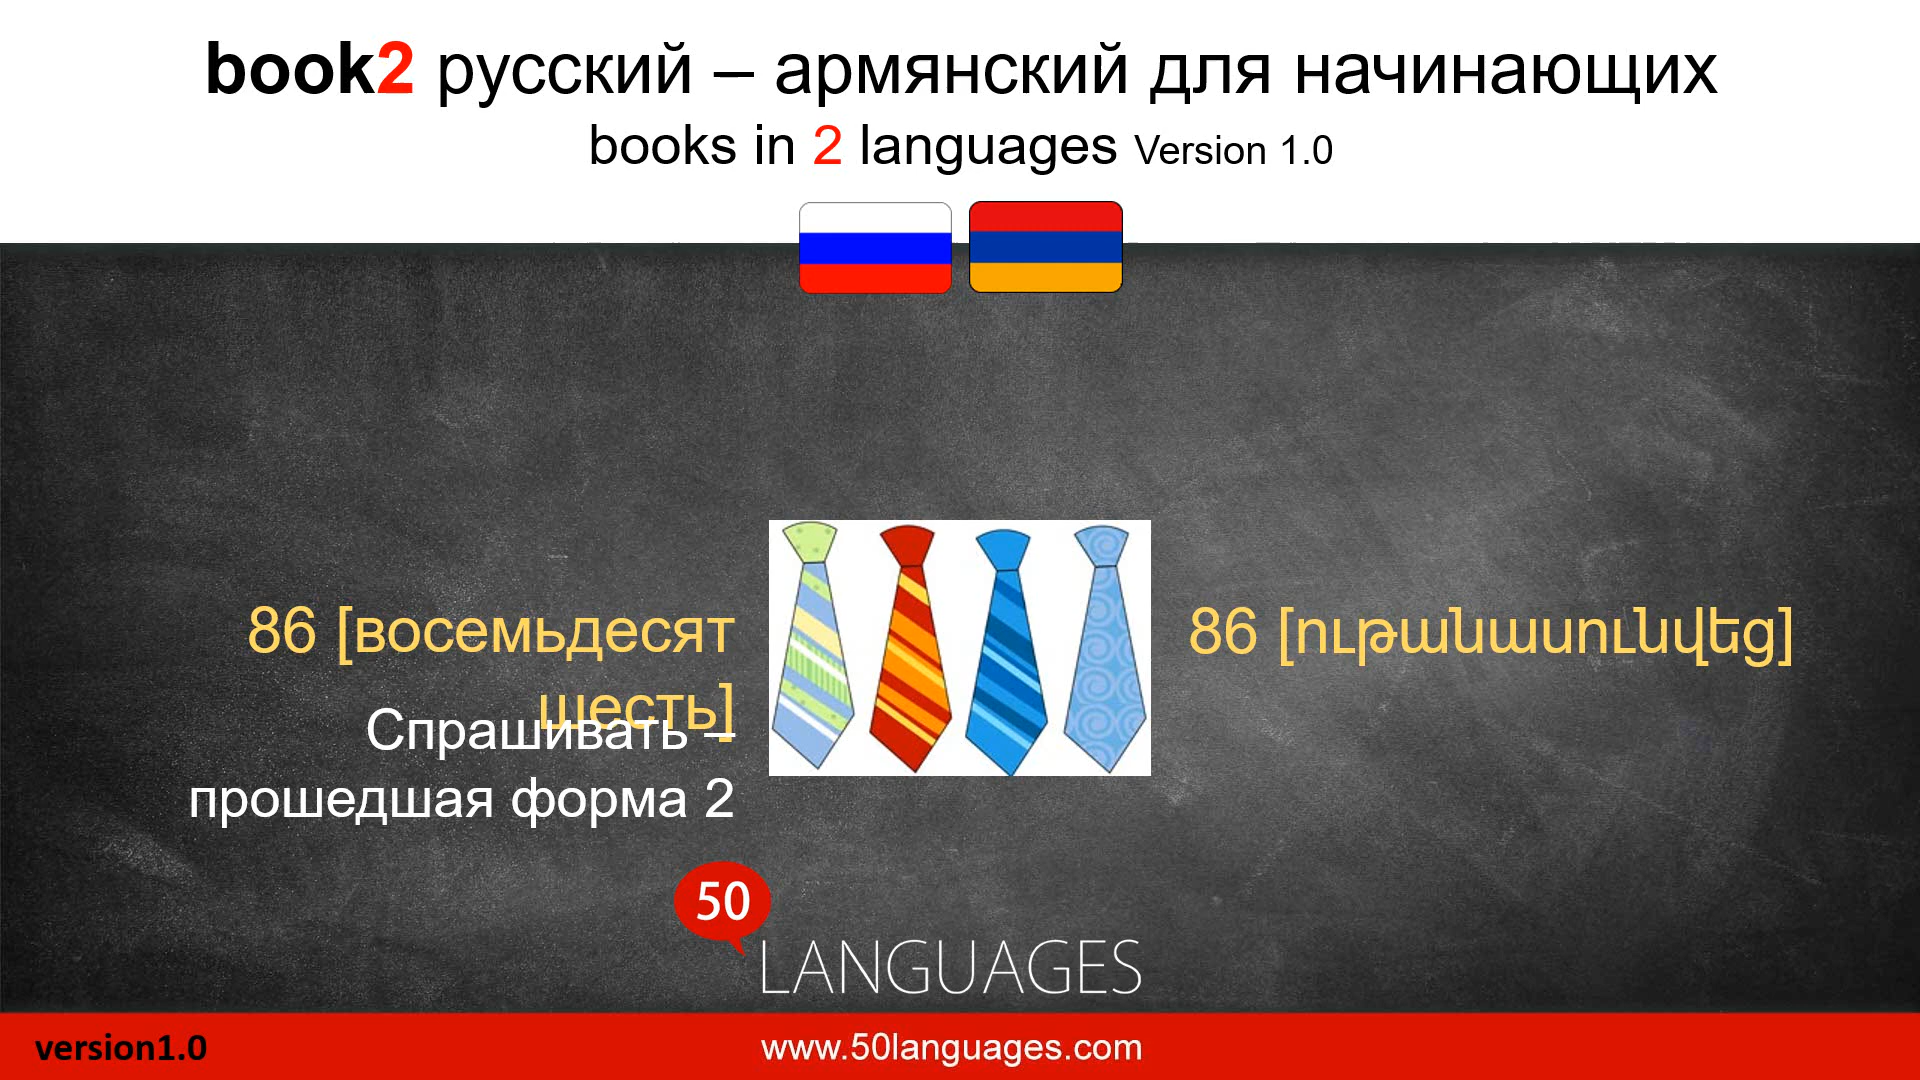 book2 русский – армянский для начинающих
books in 2 languages Version 1.0
86 [восемьдесят
шесть]
Спрашивать –
прошедшая форма 2
86 [ութանասունվեց]
50
LANGUAGES
version1.0
www.50languages.com